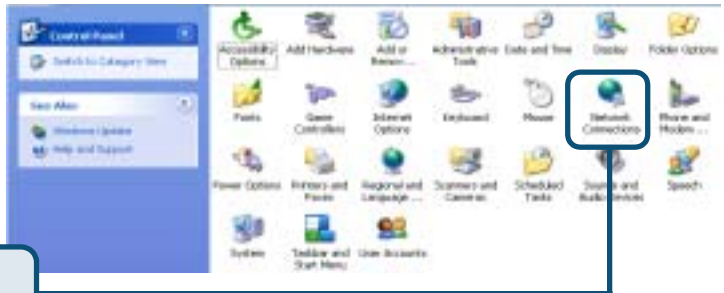 Control Panel
Switch to Category View
See Also
Windows Update
Help and Support
Accessibility
Options
Add Hardware
Add or
Remov...
Administrative
Tools
Date and Time
Display
Folder Options
Fonts
Game
Controllers
Internet
Options
Keyboard
Mouse
Network
Connections
Phone and
Modem ...
Power Options
Printers and
Faxes
Regional and
Language ...
Scanners and
Cameras
Scheduled
Tasks
Sounds and
Audio Devices
Speech
System
Taskbar and
Start Menu
User Accounts